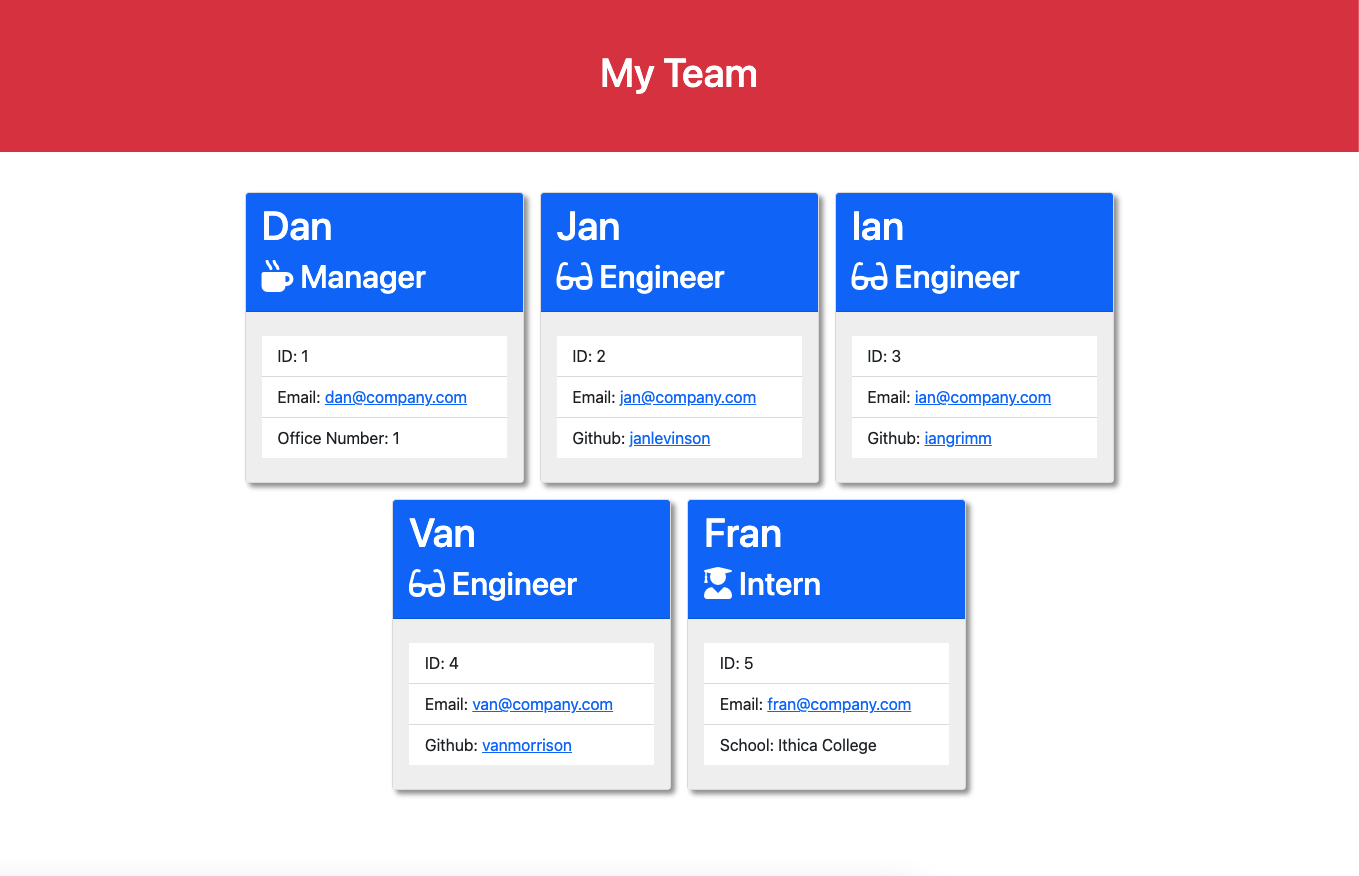 My Team
Dan
Manager
ID: 1
Email: dan@company.com
Office Number: 1
Jan
Engineer
ID: 2
Email: jan@company.com
Github: janlevinson
Ian
Engineer
ID: 3
Email: ian@company.com
Github: iangrimm
Van
Engineer
ID: 4
Email: van@company.com
Github: vanmorrison
Fran
Intern
ID: 5
Email: fran@company.com
School: Ithica College